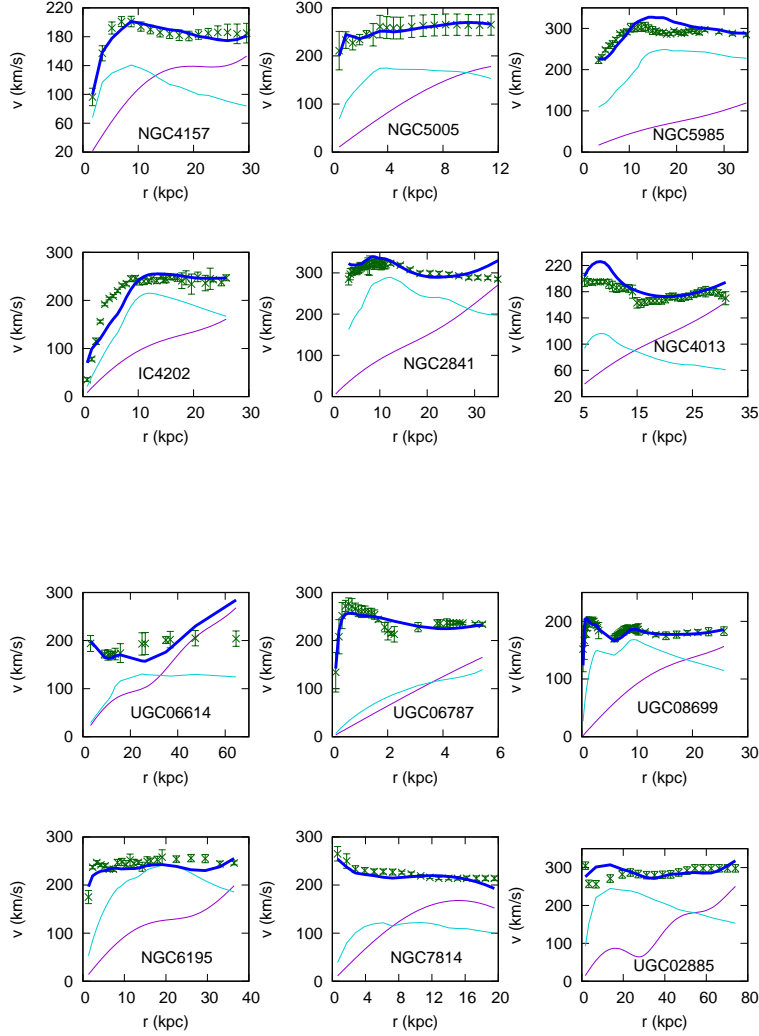 220
180
140
100
60
20
v (km/s)
NGC4157
0 5 10 15 20 25 30
r (kpc)
300
200
100
0
v (km/s)
NGC5005
0 4 8 12
r (kpc)
300
200
100
0
v (km/s)
NGC5985
0 10 20 30
r (kpc)
300
200
100
0
v (km/s)
IC4202
0 10 20 30
r (kpc)
300
200
100
0
v (km/s)
NGC2841
0 10 20 30
r (kpc)
220
180
140
100
60
20
v (km/s)
NGC4013
5 15 25 35
r (kpc)
300
200
100
0
v (km/s)
UGC06614
0 20 40 60
r (kpc)
300
200
100
0
v (km/s)
UGC06787
0 2 4 6
r (kpc)
300
200
100
0
v (km/s)
UGC08699
0 10 20 30
r (kpc)
300
200
100
0
v (km/s)
NGC6195
0 10 20 30 40
r (kpc)
300
200
100
0
v (km/s)
NGC7814
0 4 8 12 16 20
r (kpc)
300
200
100
0
v (km/s)
UGC02885
0 20 40 60 80
r (kpc)